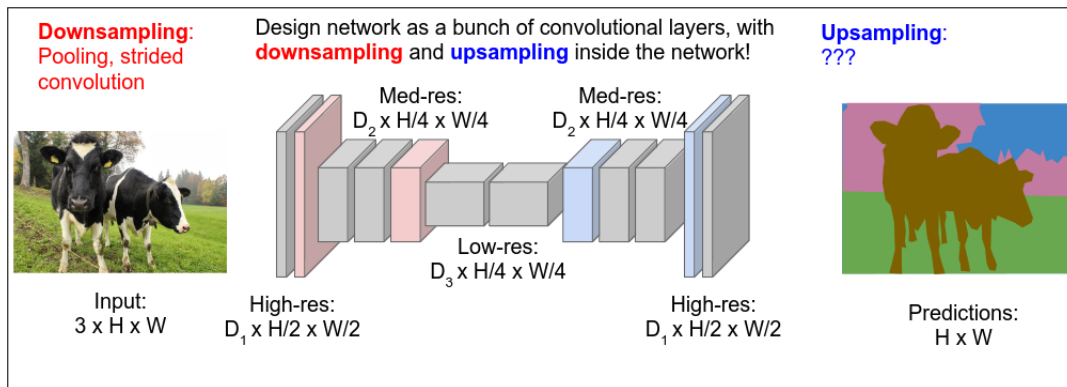 Downsampling:
Pooling, strided
convolution
Design network as a bunch of convolutional layers, with
downsampling and upsampling inside the network!
Upsampling:
???
Med-res:
D₂ x H/4 x W/4
Med-res:
D₂ x H/4 x W/4
Low-res:
D₃ x H/4 x W/4
Input:
3 x H x W
High-res:
D₁ x H/2 x W/2
High-res:
D₁ x H/2 x W/2
Predictions:
H x W